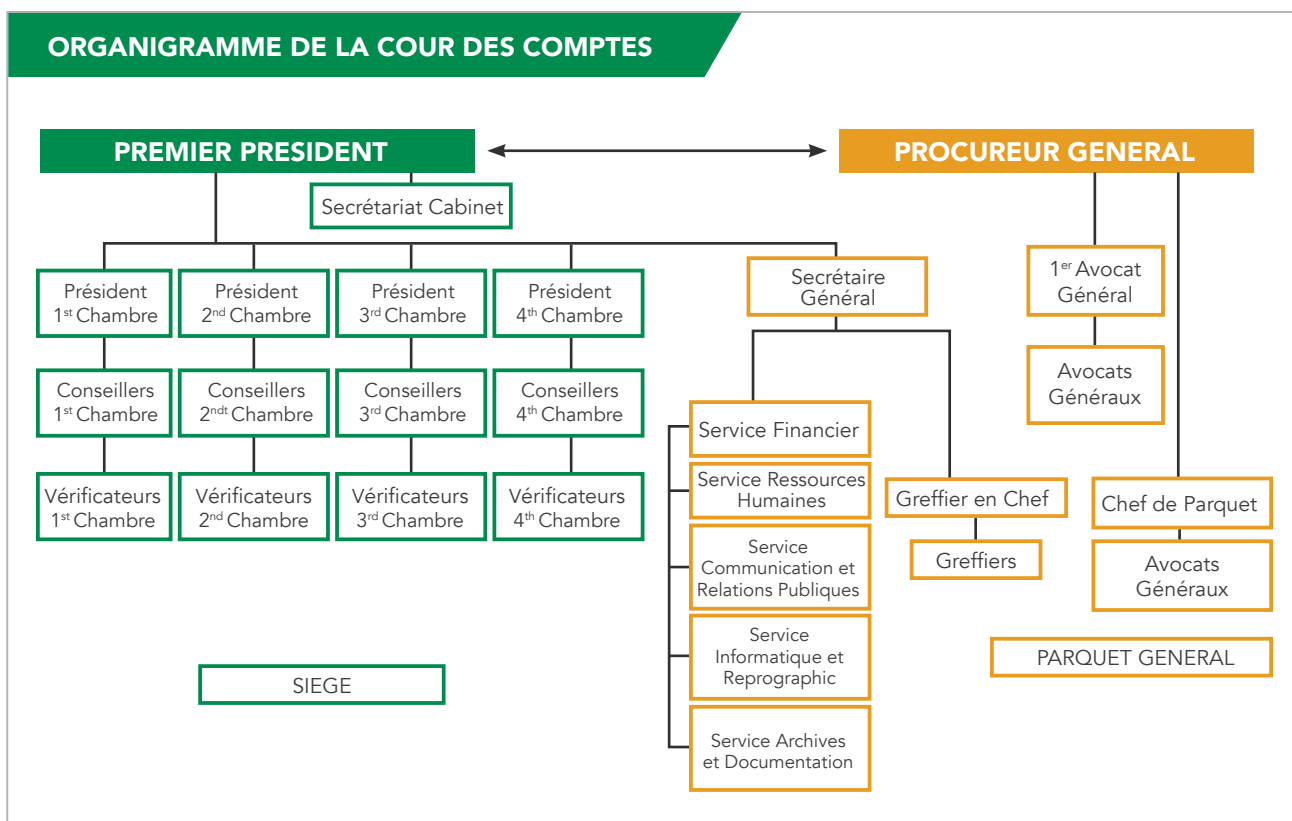 ORGANIGRAMME DE LA COUR DES COMPTES
PREMIER PRESIDENT
PROCUREUR GENERAL
Secrétariat Cabinet
Président
1st Chambre
Président
2nd Chambre
Président
3rd Chambre
Président
4th Chambre
Secrétaire
Général
1er Avocat
Général
Conseillers
1st Chambre
Conseillers
2ndt Chambre
Conseillers
3rd Chambre
Conseillers
4th Chambre
Avocats
Généraux
Vérificateurs
1st Chambre
Vérificateurs
2nd Chambre
Vérificateurs
3rd Chambre
Vérificateurs
4th Chambre
Service Financier
Service Ressources
Humaines
Service
Communication et
Relations Publiques
Service
Informatique et
Reprographic
Service Archives
et Documentation
Greffier en Chef
Greffiers
Chef de Parquet
Avocats
Généraux
SIEGE
PARQUET GENERAL